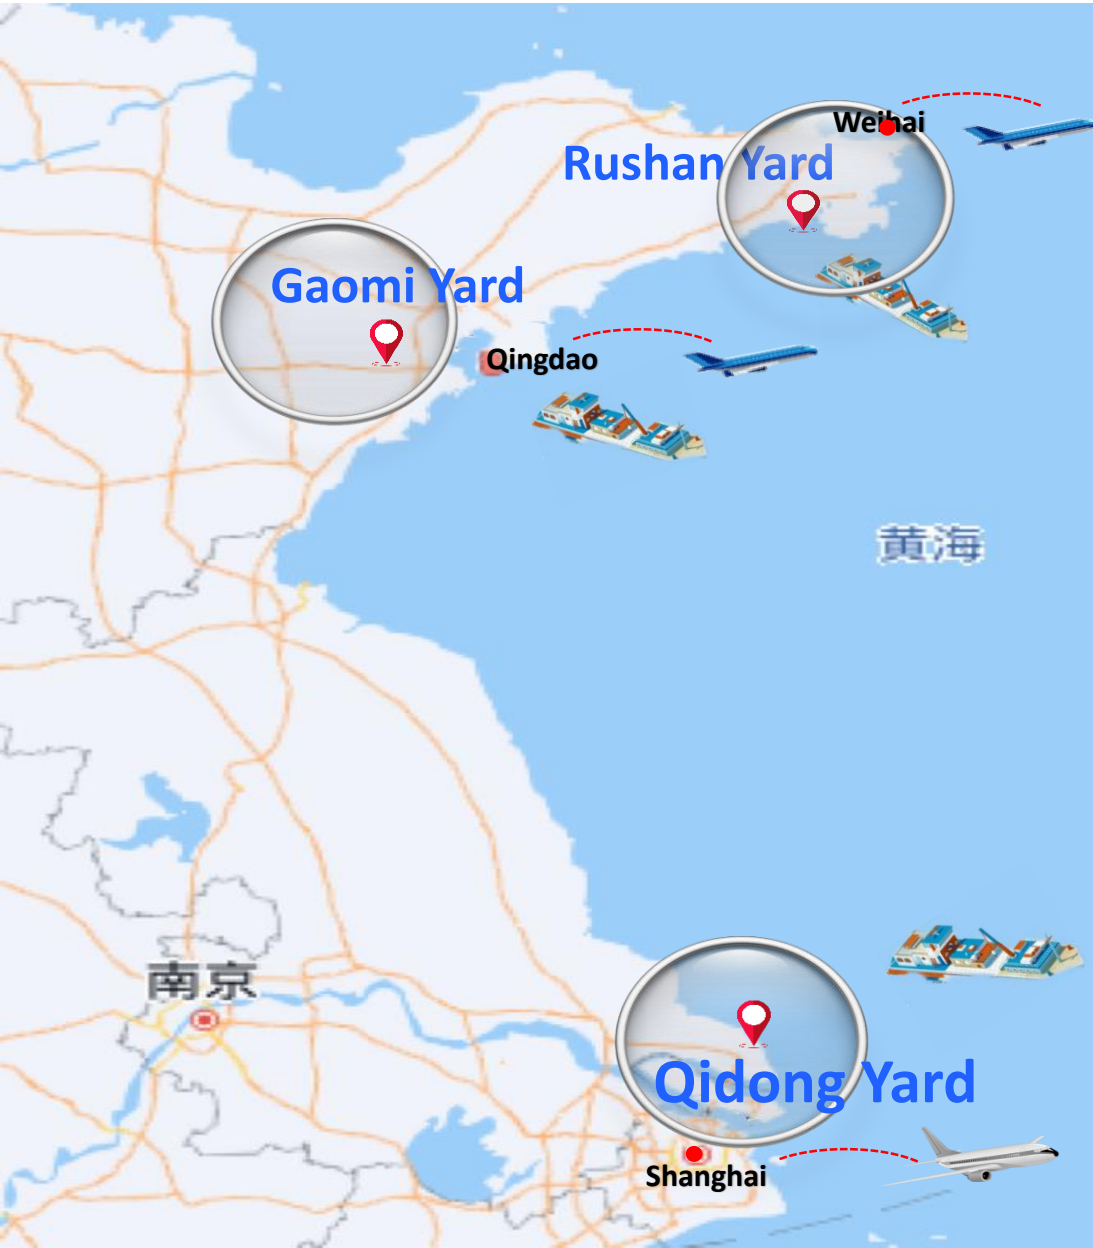 Weihai
Rushan Yard
Gaomi Yard
Qingdao
黄海
南京
Qidong Yard
Shanghai